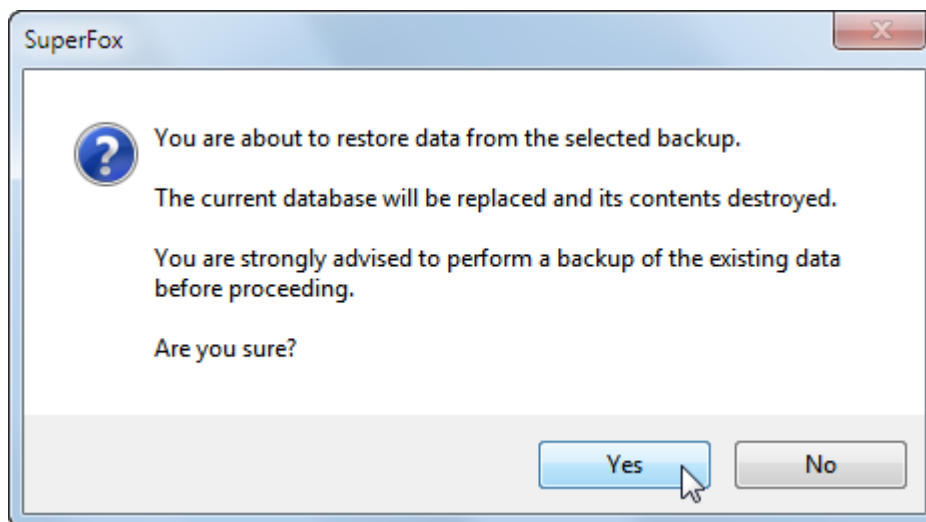 SuperFox
You are about to restore data from the selected backup.
The current database will be replaced and its contents destroyed.
You are strongly advised to perform a backup of the existing data
before proceeding.
Are you sure?
Yes
No